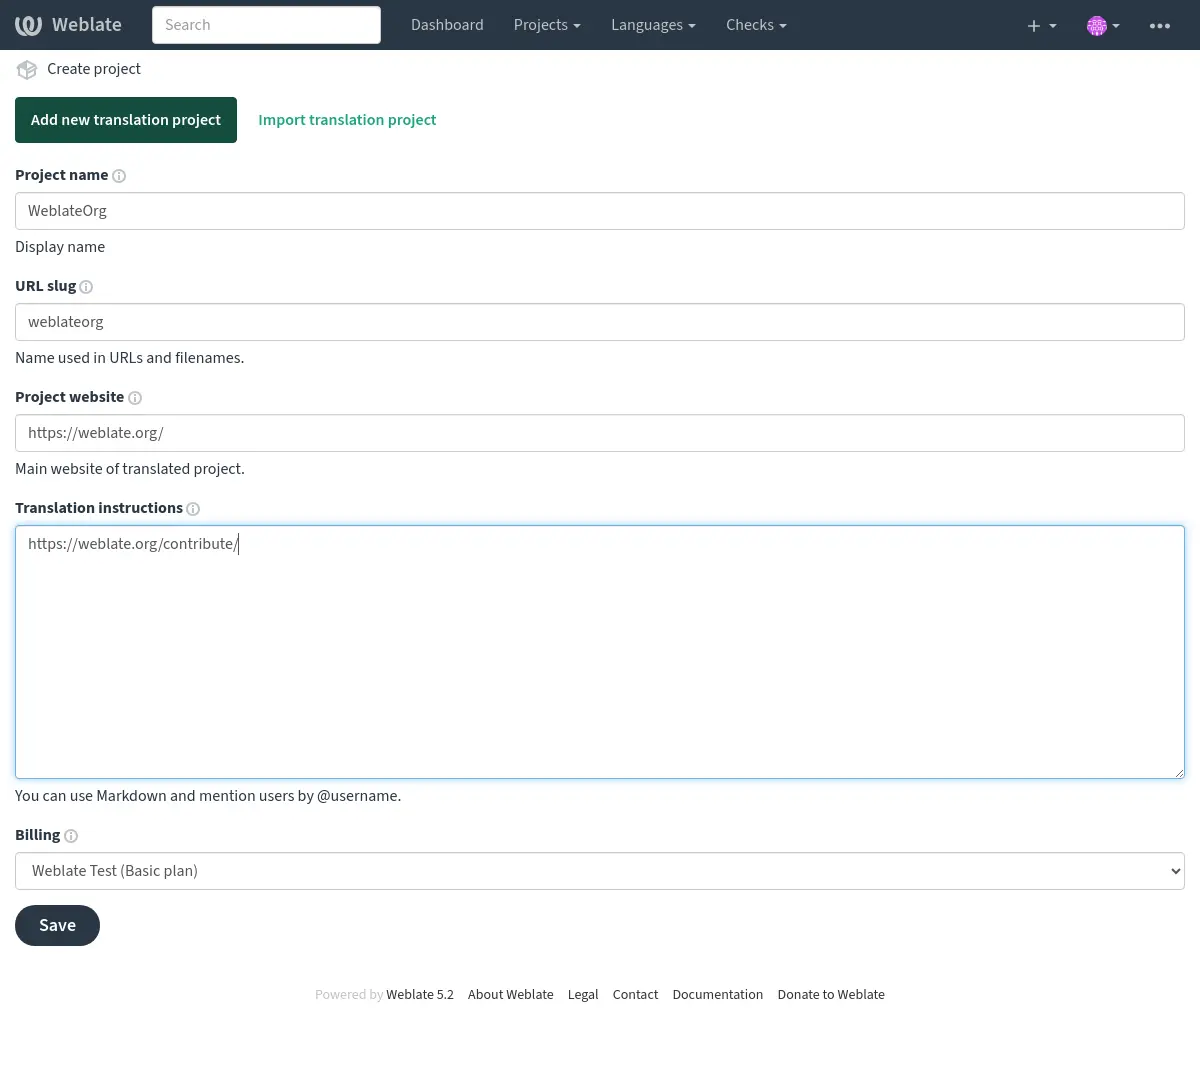 Weblate Search Dashboard Projects Languages Checks
Create project
Add new translation project Import translation project
Project name
WeblateOrg
Display name
URL slug
weblateorg
Name used in URLs and filenames.
Project website
https://weblate.org/
Main website of translated project.
Translation instructions
https://weblate.org/contribute/
You can use Markdown and mention users by @username.
Billing
Weblate Test (Basic plan)
Save
Powered by Weblate 5.2 About Weblate Legal Contact Documentation Donate to Weblate